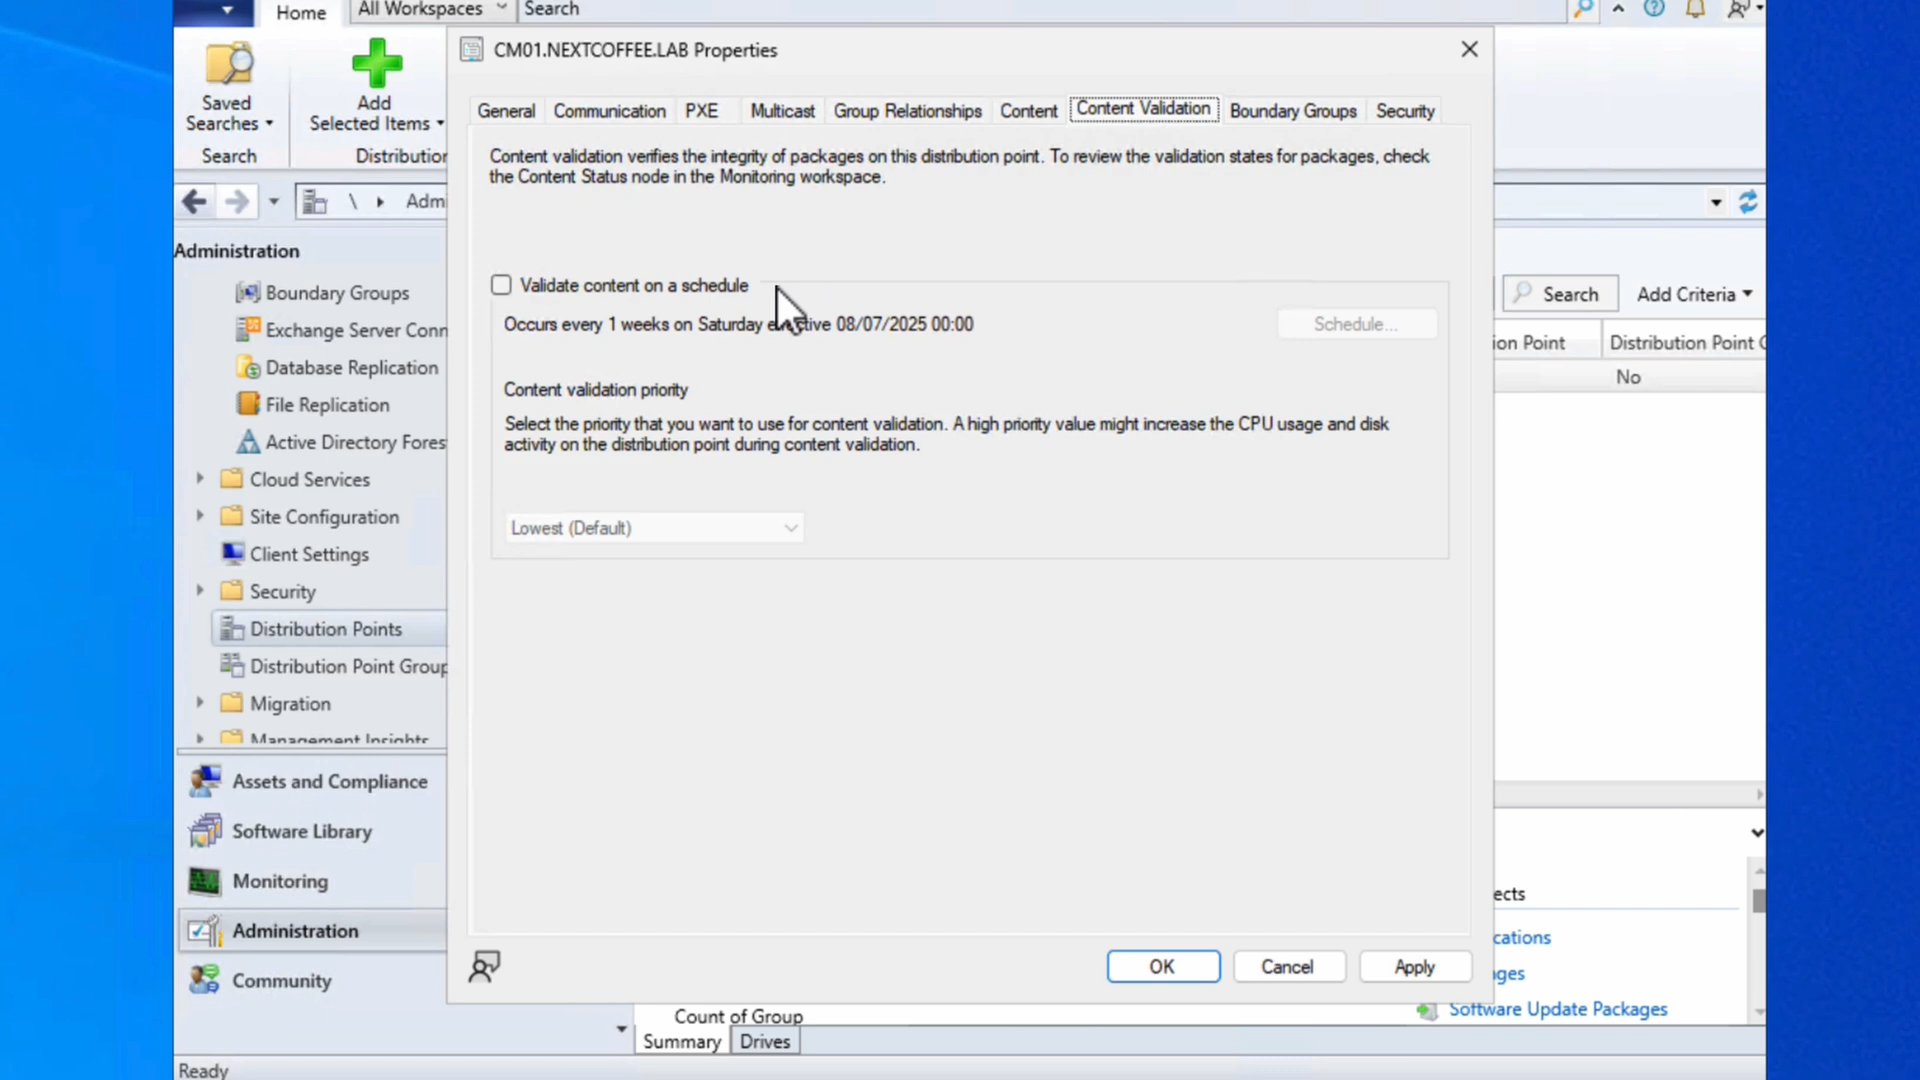 Home
All Workspaces
Search
Saved
Searches
Search
Add
Selected Items
CM01.NEXTCOFFEE.LAB Properties
General
Communication
PXE
Multicast
Group Relationships
Content
Content Validation
Boundary Groups
Security
Content validation verifies the integrity of packages on this distribution point. To review the validation states for packages, check
the Content Status node in the Monitoring workspace.
Validate content on a schedule
Occurs every 1 weeks on Saturday effective 08/07/2025 00:00
Schedule...
Content validation priority
Select the priority that you want to use for content validation. A high priority value might increase the CPU usage and disk
activity on the distribution point during content validation.
Lowest (Default)
OK
Cancel
Apply
\
Administration
Boundary Groups
Exchange Server Conn
Database Replication
File Replication
Active Directory Fores
Cloud Services
Site Configuration
Client Settings
Security
Distribution Points
Distribution Point Group
Migration
Management Insights
Assets and Compliance
Software Library
Monitoring
Administration
Community
Search
Add Criteria
ion Point
Distribution Point
No
ects
cations
ges
Software Update Packages
Count of Group
Summary
Drives
Ready